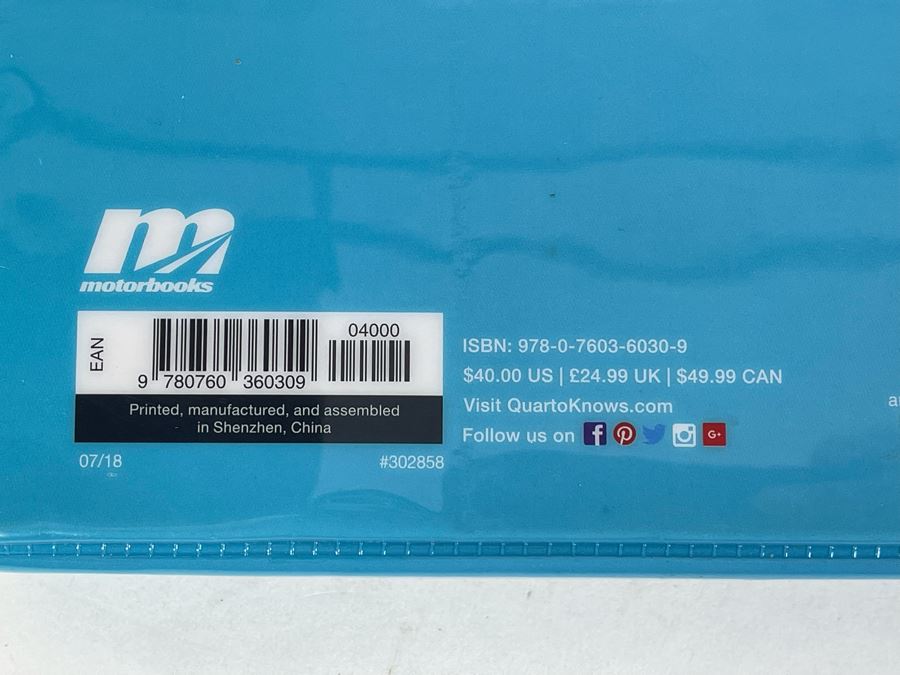 m
motorbooks
EAN
04000
9 780760 360309
Printed, manufactured, and assembled
in Shenzhen, China
07/18 #302858
ISBN: 978-0-7603-6030-9
$40.00 US | £24.99 UK | $49.99 CAN
Visit QuartoKnows.com
Follow us on
G+